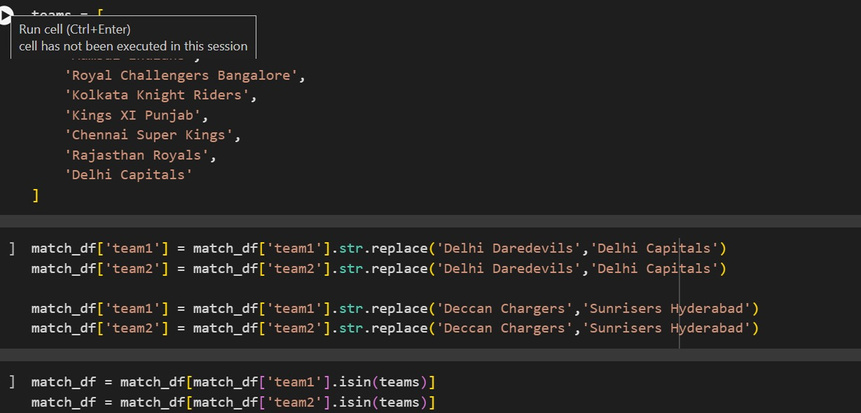 teams = [
Run cell (Ctrl+Enter)
cell has not been executed in this session
'Royal Challengers Bangalore',
'Kolkata Knight Riders',
'Kings XI Punjab',
'Chennai Super Kings',
'Rajasthan Royals',
'Delhi Capitals'
]
] match_df['team1'] = match_df['team1'].str.replace('Delhi Daredevils','Delhi Capitals')
match_df['team2'] = match_df['team2'].str.replace('Delhi Daredevils','Delhi Capitals')
match_df['team1'] = match_df['team1'].str.replace('Deccan Chargers','Sunrisers Hyderabad')
match_df['team2'] = match_df['team2'].str.replace('Deccan Chargers','Sunrisers Hyderabad')
] match_df = match_df[match_df['team1'].isin(teams)]
match_df = match_df[match_df['team2'].isin(teams)]